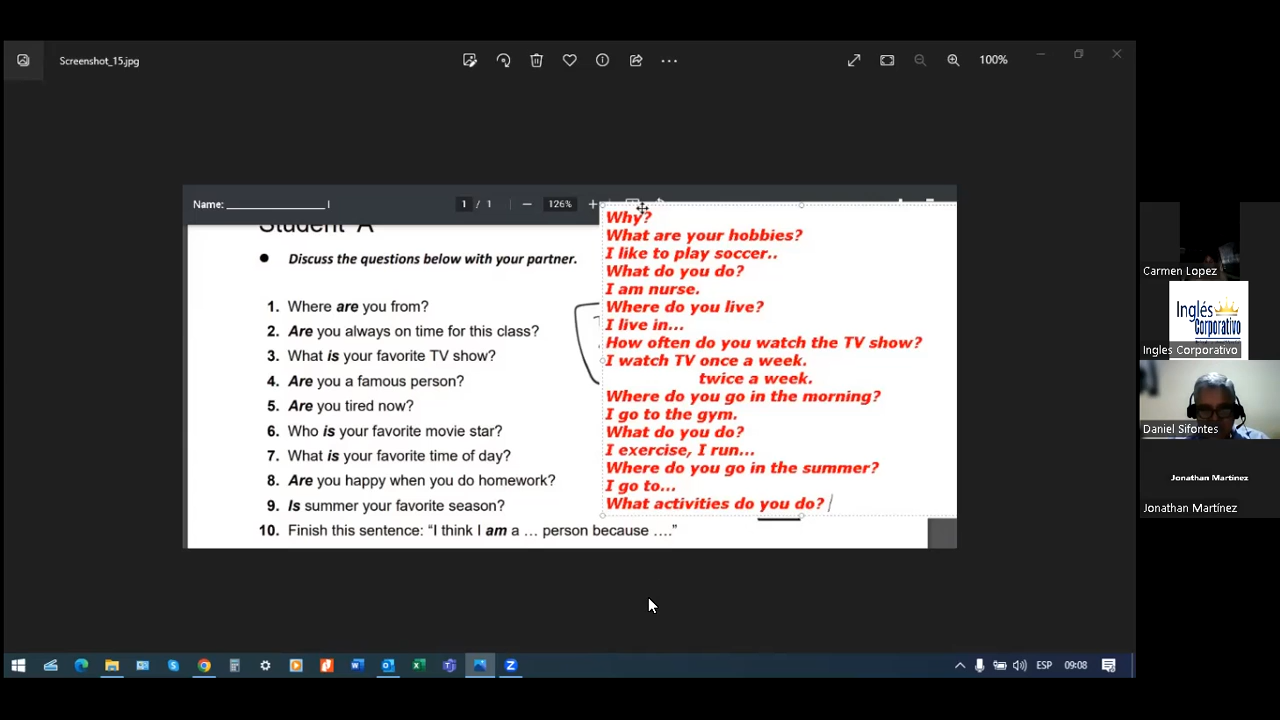 Screenshot_15.jpg
100%
Name: __________________ I
1 / 1
126%
Student A
Discuss the questions below with your partner.
1. Where are you from?
2. Are you always on time for this class?
3. What is your favorite TV show?
4. Are you a famous person?
5. Are you tired now?
6. Who is your favorite movie star?
7. What is your favorite time of day?
8. Are you happy when you do homework?
9. Is summer your favorite season?
10. Finish this sentence: “I think I am a … person because ….”
Why?
What are your hobbies?
I like to play soccer..
What do you do?
I am nurse.
Where do you live?
I live in...
How often do you watch the TV show?
I watch TV once a week.
twice a week.
Where do you go in the morning?
I go to the gym.
What do you do?
I exercise, I run...
Where do you go in the summer?
I go to...
What activities do you do?
Carmen Lopez
Inglés
Corporativo
Ingles Corporativo
Daniel Sifontes
Jonathan Martinez
Jonathan Martínez
ESP
09:08